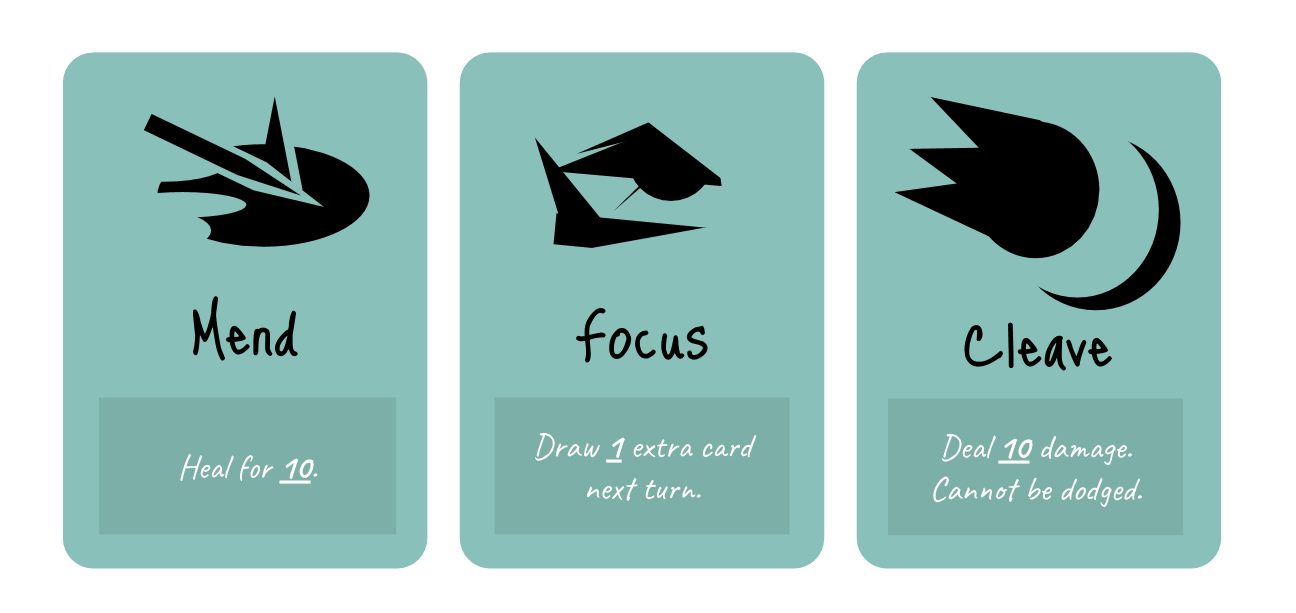 Mend
Heal for 10.
focus
Draw 1 extra card
next turn.
Cleave
Deal 10 damage.
Cannot be dodged.